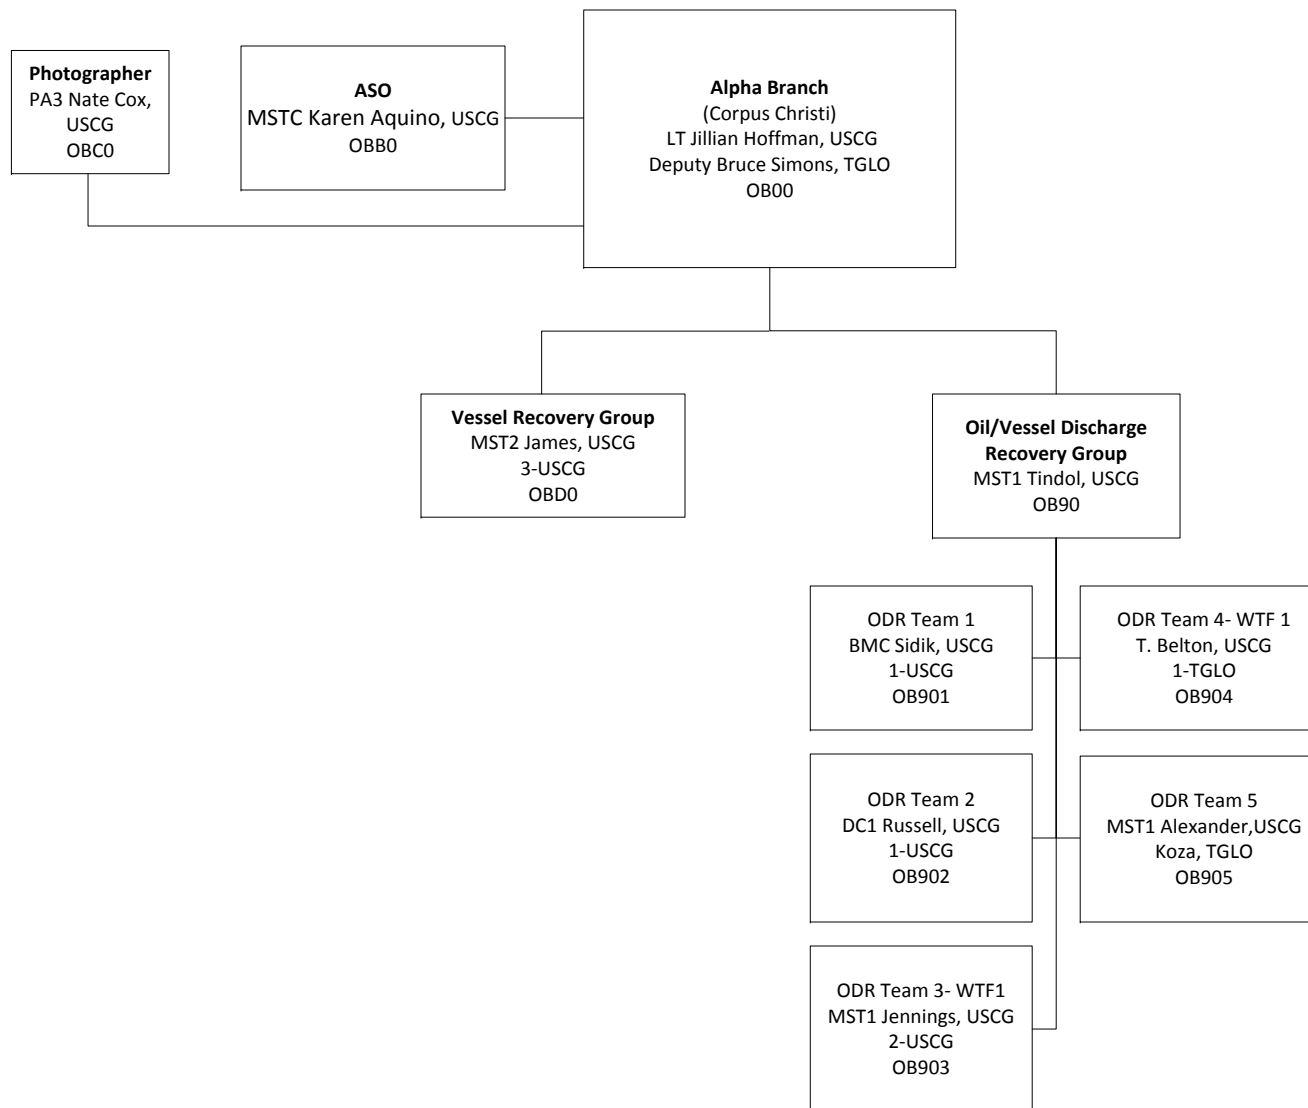 Photographer
PA3 Nate Cox,
USCG
OBC0
ASO
MSTC Karen Aquino, USCG
OBB0
Alpha Branch
(Corpus Christi)
LT Jillian Hoffman, USCG
Deputy Bruce Simons, TGLO
OB00
Vessel Recovery Group
MST2 James, USCG
3-USCG
OBD0
Oil/Vessel Discharge
Recovery Group
MST1 Tindol, USCG
OB90
ODR Team 1
BMC Sidik, USCG
1-USCG
OB901
ODR Team 4- WTF 1
T. Belton, USCG
1-TGLO
OB904
ODR Team 2
DC1 Russell, USCG
1-USCG
OB902
ODR Team 5
MST1 Alexander,USCG
Koza, TGLO
OB905
ODR Team 3- WTF1
MST1 Jennings, USCG
2-USCG
OB903